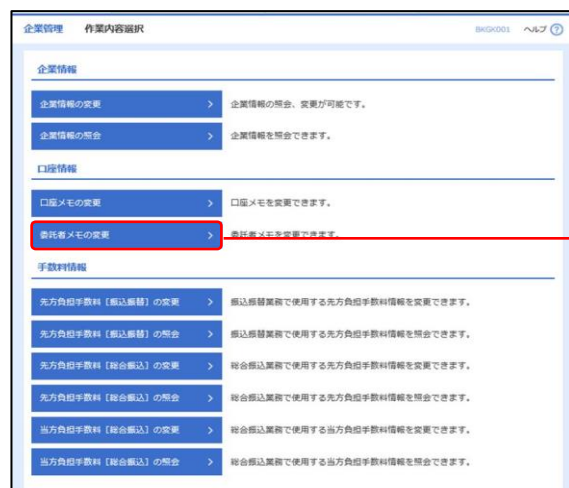 企業管理 作業内容選択 BKGK001 ヘルプ ?
企業情報
企業情報の変更 > 企業情報の照会、変更が可能です。
企業情報の照会 > 企業情報を照会できます。
口座情報
口座メモの変更 > 口座メモを変更できます。
委託者メモの変更 > 委託者メモを変更できます。
手数料情報
先方負担手数料［振込振替］の変更 > 振込振替業務で使用する先方負担手数料情報を変更できます。
先方負担手数料［振込振替］の照会 > 振込振替業務で使用する先方負担手数料情報を照会できます。
先方負担手数料［総合振込］の変更 > 総合振込業務で使用する先方負担手数料情報を変更できます。
先方負担手数料［総合振込］の照会 > 総合振込業務で使用する先方負担手数料情報を照会できます。
当方負担手数料［総合振込］の変更 > 総合振込業務で使用する当方負担手数料情報を変更できます。
当方負担手数料［総合振込］の照会 > 総合振込業務で使用する当方負担手数料情報を照会できます。